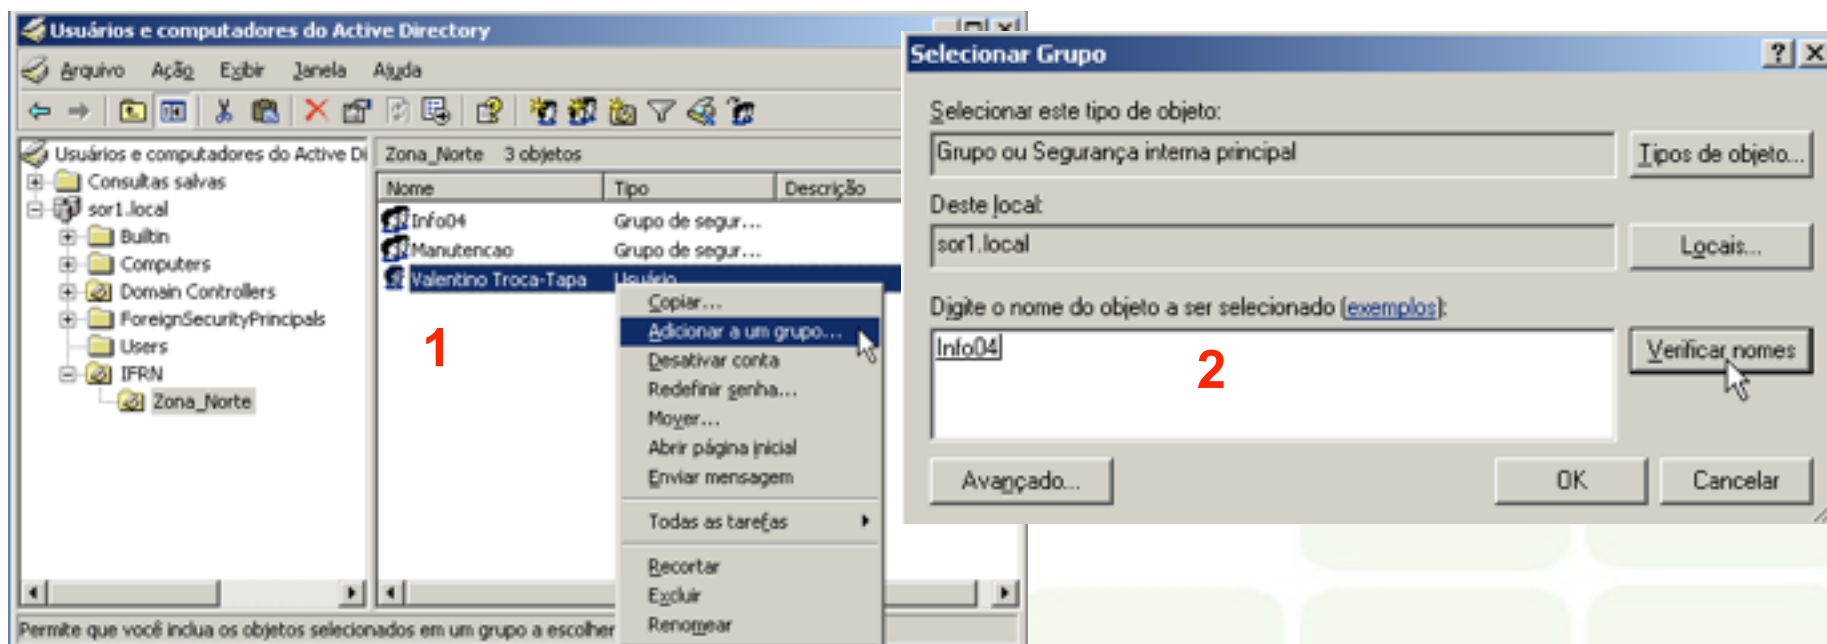 Usuários e computadores do Active Directory
Arquivo Ação Exibir Janela Ajuda
Usuários e computadores do Active Di
Consultas salvas
sor1.local
Builtin
Computers
Domain Controllers
ForeignSecurityPrincipals
Users
IFRN
Zona_Norte
Zona_Norte 3 objetos
Nome Tipo Descrição
Info04 Grupo de segur...
Manutencao Grupo de segur...
Valentino Troca-Tapa Usuário
1
Copiar...
Adicionar a um grupo...
Desativar conta
Redefinir senha...
Mover...
Abrir página inicial
Enviar mensagem
Todas as tarefas
Recortar
Excluir
Renomear
Permite que você inclua os objetos selecionados em um grupo a escolher
Selecionar Grupo
Selecionar este tipo de objeto:
Grupo ou Segurança interna principal
Tipos de objeto...
Deste local:
sor1.local
Locais...
Digite o nome do objeto a ser selecionado (exemplos):
Info04
Verificar nomes
2
Avançado...
OK
Cancelar